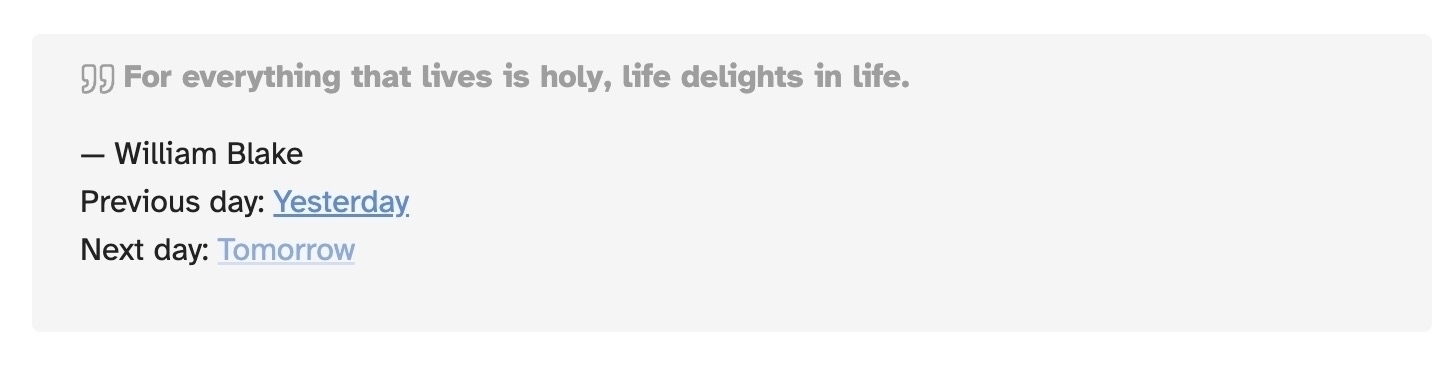 For everything that lives is holy, life delights in life.
— William Blake
Previous day: Yesterday
Next day: Tomorrow